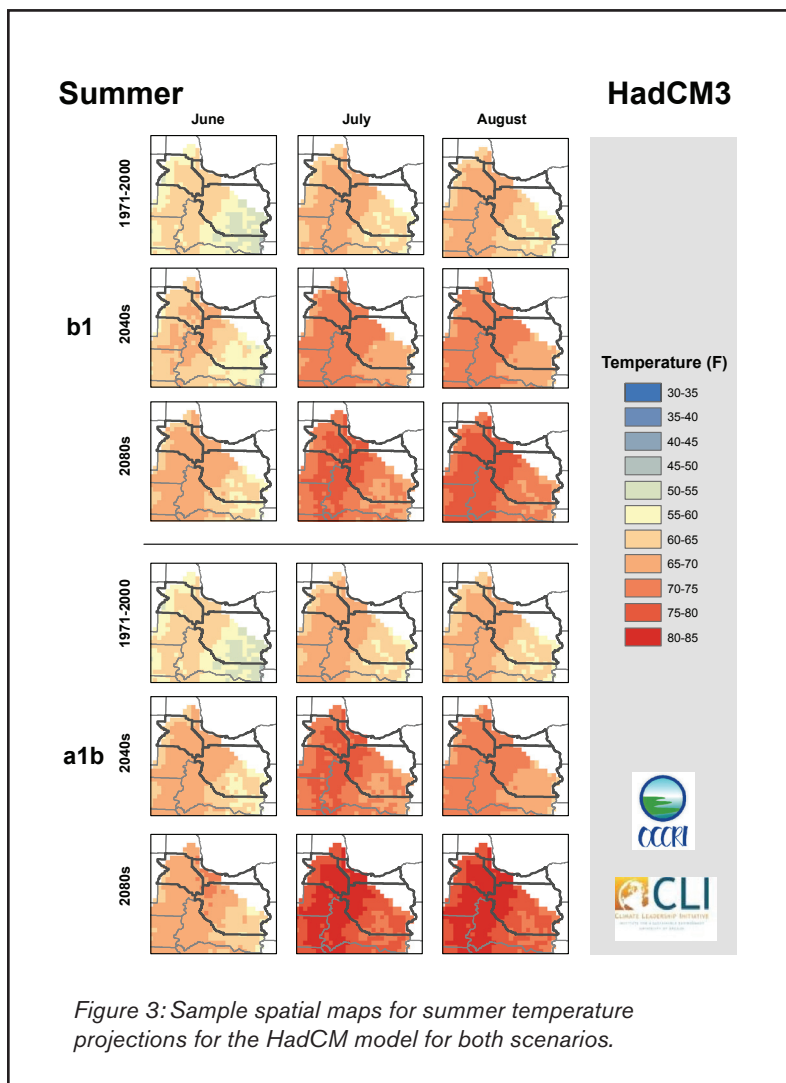 Summer
HadCM3
June
July
August
1971-2000
b1
2040s
2080s
Temperature (F)
30-35
35-40
40-45
45-50
50-55
55-60
60-65
65-70
70-75
75-80
80-85
1971-2000
a1b
2040s
2080s
OCCRI
CLI
CLIMATE LEADERSHIP INITIATIVE
UNIVERSITY OF OREGON
Figure 3: Sample spatial maps for summer temperature
projections for the HadCM model for both scenarios.